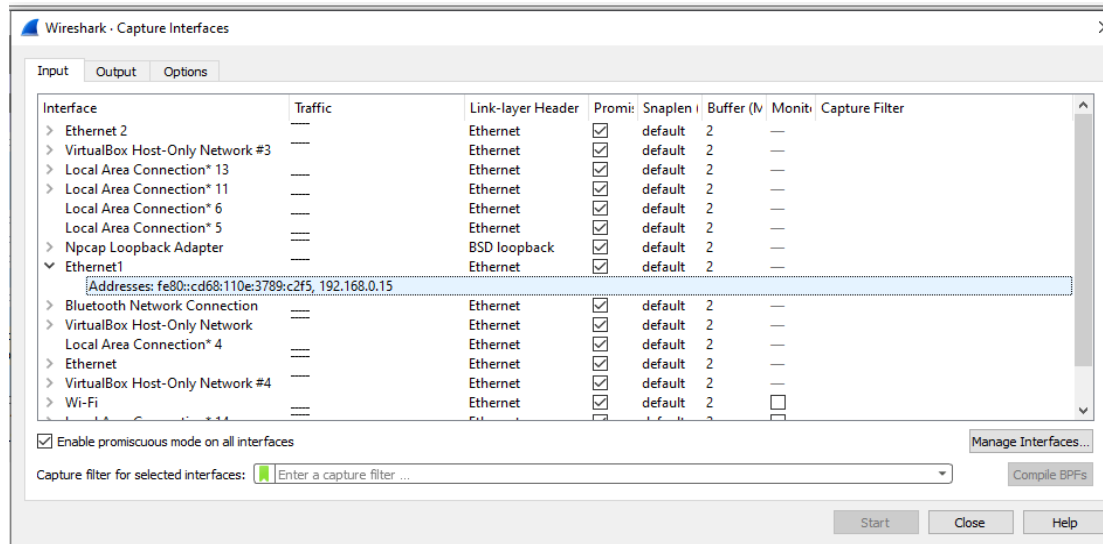 Wireshark · Capture Interfaces
Input Output Options
Interface Traffic Link-layer Header Promis Snaplen ( Buffer (M Monit Capture Filter
Ethernet 2 Ethernet default 2 —
VirtualBox Host-Only Network #3 Ethernet default 2 —
Local Area Connection* 13 Ethernet default 2 —
Local Area Connection* 11 Ethernet default 2 —
Local Area Connection* 6 Ethernet default 2 —
Local Area Connection* 5 Ethernet default 2 —
Npcap Loopback Adapter BSD loopback default 2 —
Ethernet1 Ethernet default 2 —
Addresses: fe80::cd68:110e:3789:c2f5, 192.168.0.15
Bluetooth Network Connection Ethernet default 2 —
VirtualBox Host-Only Network Ethernet default 2 —
Local Area Connection* 4 Ethernet default 2 —
Ethernet Ethernet default 2 —
VirtualBox Host-Only Network #4 Ethernet default 2 —
Wi-Fi Ethernet default 2
Enable promiscuous mode on all interfaces Manage Interfaces...
Capture filter for selected interfaces: Enter a capture filter ... Compile BPFs
Start Close Help